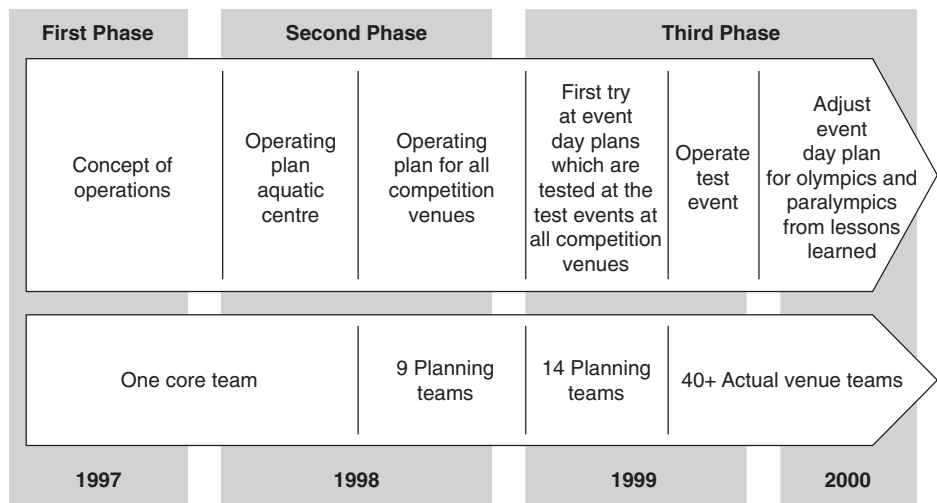 First Phase
Second Phase
Third Phase
Concept of
operations
Operating
plan
aquatic
centre
Operating
plan for all
competition
venues
First try
at event
day plans
which are
tested at the
test events at
all competition
venues
Operate
test
event
Adjust
event
day plan
for olympics and
paralympics
from lessons
learned
One core team
9 Planning
teams
14 Planning
teams
40+ Actual venue teams
1997
1998
1999
2000